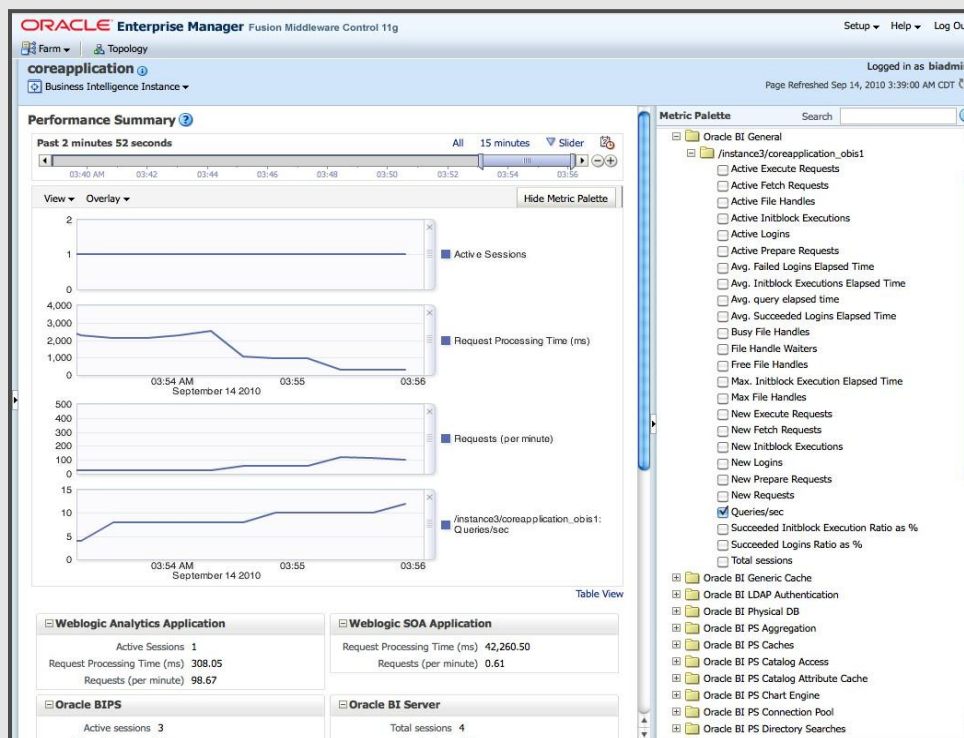 ORACLE Enterprise Manager Fusion Middleware Control 11g
Setup Help Log Ou
Farm Topology
coreapplication
Logged in as biadmi
Business Intelligence Instance
Page Refreshed Sep 14, 2010 3:39:00 AM CDT
Performance Summary
Past 2 minutes 52 seconds
All 15 minutes Slider
03:40 AM 03:42 03:44 03:46 03:48 03:50 03:52 03:54 03:56
View Overlay
Hide Metric Palette
2
1
0
Active Sessions
4,000
3,000
2,000
1,000
0
Request Processing Time (ms)
03:54 AM 03:55 03:56
September 14 2010
500
400
300
200
100
0
Requests (per minute)
15
10
5
0
/instance3/coreapplication_obis1:
Queries/sec
03:54 AM 03:55 03:56
September 14 2010
Table View
Weblogic Analytics Application
Active Sessions 1
Request Processing Time (ms) 308.05
Requests (per minute) 98.67
Weblogic SOA Application
Request Processing Time (ms) 42,260.50
Requests (per minute) 0.61
Oracle BIPS
Active sessions 3
Oracle BI Server
Total sessions 4
Metric Palette
Search
Oracle BI General
/instance3/coreapplication_obis1
Active Execute Requests
Active Fetch Requests
Active File Handles
Active Initblock Executions
Active Logins
Active Prepare Requests
Avg. Failed Logins Elapsed Time
Avg. Initblock Executions Elapsed Time
Avg. query elapsed time
Avg. Succeeded Logins Elapsed Time
Busy File Handles
File Handle Waiters
Free File Handles
Max. Initblock Execution Elapsed Time
Max File Handles
New Execute Requests
New Fetch Requests
New Initblock Executions
New Logins
New Prepare Requests
New Requests
Queries/sec
Succeeded Initblock Execution Ratio as %
Succeeded Logins Ratio as %
Total sessions
Oracle BI Generic Cache
Oracle BI LDAP Authentication
Oracle BI Physical DB
Oracle BI PS Aggregation
Oracle BI PS Caches
Oracle BI PS Catalog Access
Oracle BI PS Catalog Attribute Cache
Oracle BI PS Chart Engine
Oracle BI PS Connection Pool
Oracle BI PS Directory Searches